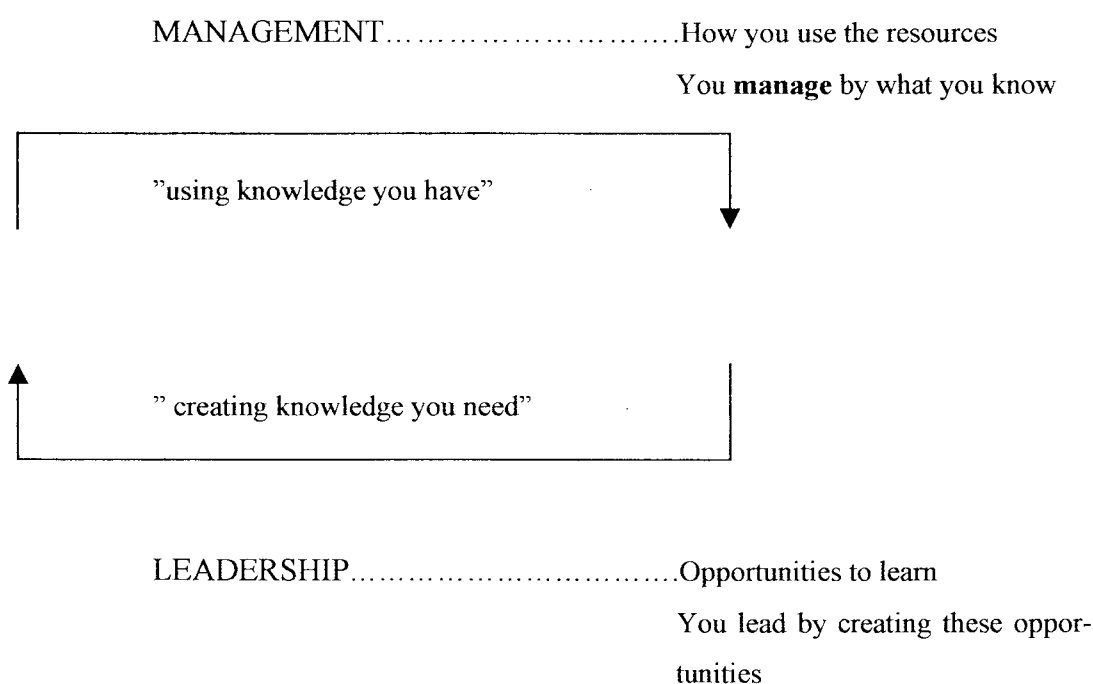 MANAGEMENT..............................How you use the resources
You manage by what you know
”using knowledge you have”
” creating knowledge you need”
LEADERSHIP.................................Opportunities to learn
You lead by creating these oppor-
tunities